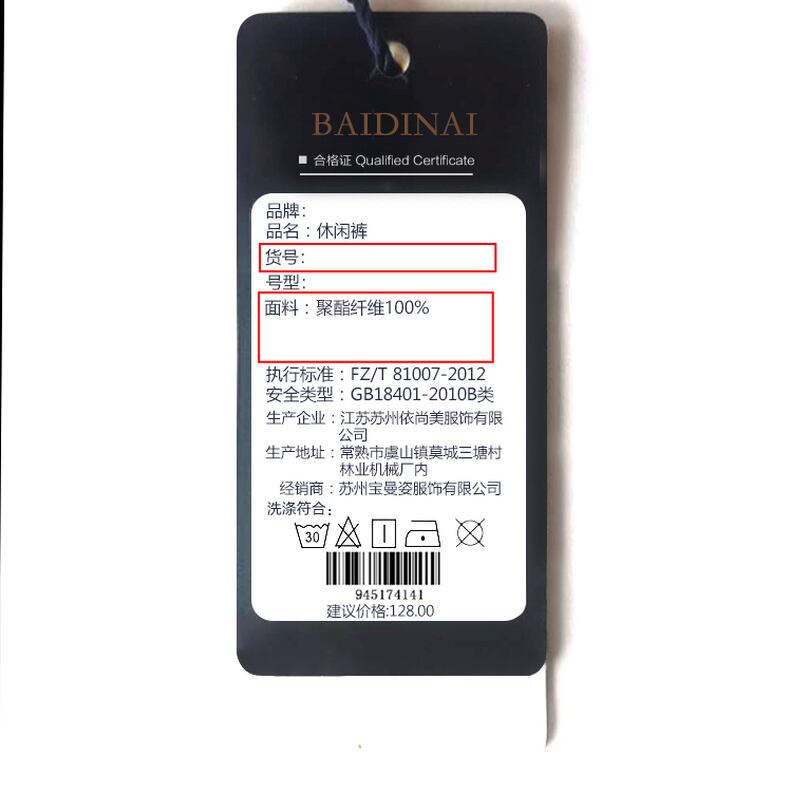 BAIDINAI
合格证 Qualified Certificate
品牌：
品名：休闲裤
货号：
号型：
面料：聚酯纤维100%
执行标准：FZ/T 81007-2012
安全类型：GB18401-2010B类
生产企业：江苏苏州依尚美服饰有限
公司
生产地址：常熟市虞山镇莫城三塘村
林业机械厂内
经销商：苏州宝曼姿服饰有限公司
洗涤符合：
30
945174141
建议价格:128.00